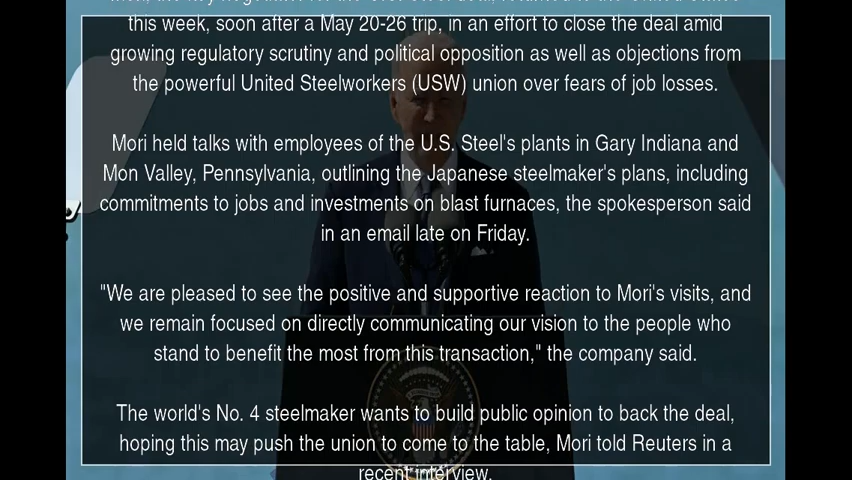 this week, soon after a May 20-26 trip, in an effort to close the deal amid
growing regulatory scrutiny and political opposition as well as objections from
the powerful United Steelworkers (USW) union over fears of job losses.
Mori held talks with employees of the U.S. Steel's plants in Gary Indiana and
Mon Valley, Pennsylvania, outlining the Japanese steelmaker's plans, including
commitments to jobs and investments on blast furnaces, the spokesperson said
in an email late on Friday.
"We are pleased to see the positive and supportive reaction to Mori's visits, and
we remain focused on directly communicating our vision to the people who
stand to benefit the most from this transaction," the company said.
The world's No. 4 steelmaker wants to build public opinion to back the deal,
hoping this may push the union to come to the table, Mori told Reuters in a
recent interview.